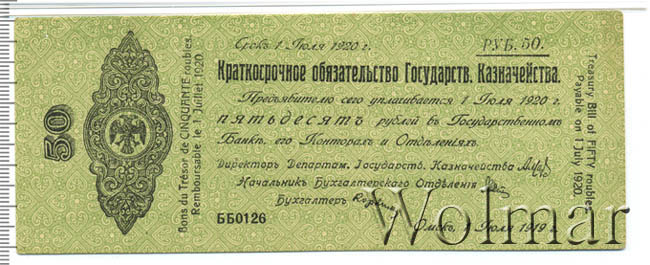 50
Bons du Trésor de CINQUANTE roubles.
Remboursable le 1 Juillet 1920.
Срокъ 1 Июля 1920 г.
РУБ. 50.
Краткосрочное обязательство Государств. Казначейства.
Предъявителю сего уплачивается 1 Июля 1920 г.
пятьдесятъ рублей въ Государственномъ
Банкѣ, его Конторахъ и Отдѣленіяхъ.
Директоръ Департам. Государств. Казначейства
Начальникъ Бухгалтерскаго Отдѣленія
Бухгалтеръ
ББ0126
Омскъ, 1 Июля 1919 г.
Treasury Bill of FIFTY roubles
Payable on 1 July 1920.
Wolmar